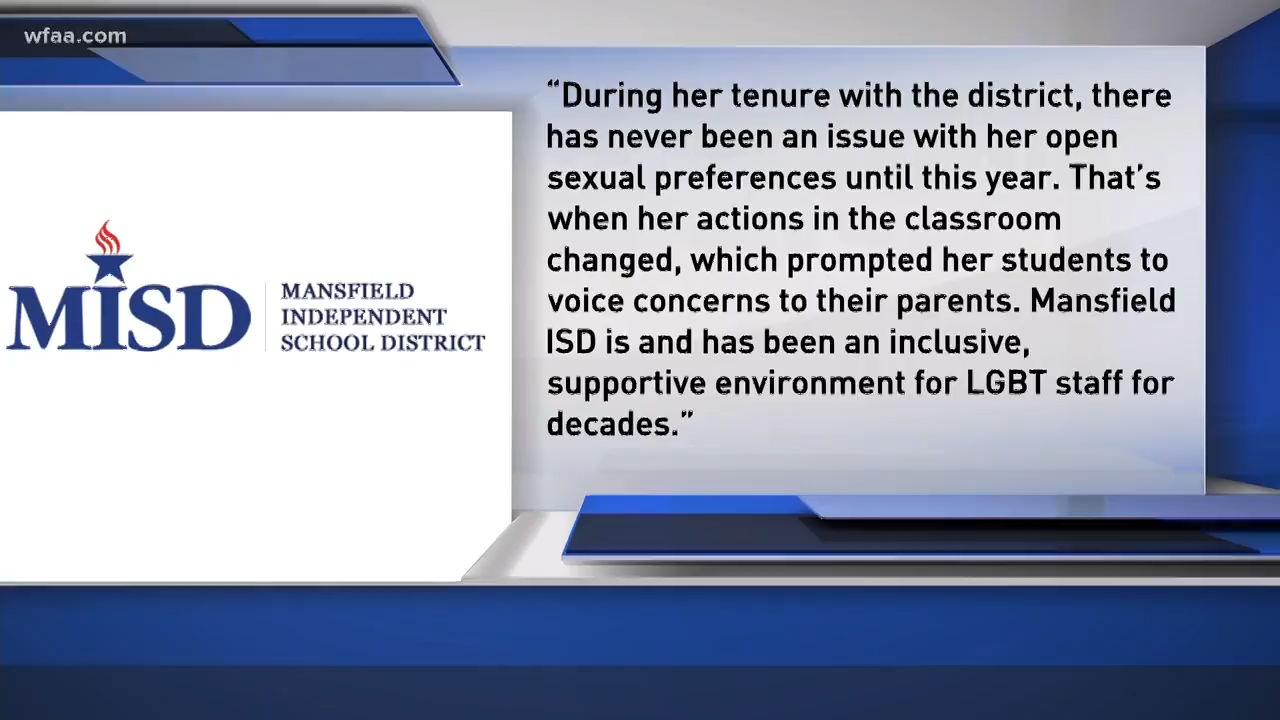 wfaa.com
MISD
MANSFIELD
INDEPENDENT
SCHOOL DISTRICT
“During her tenure with the district, there
has never been an issue with her open
sexual preferences until this year. That’s
when her actions in the classroom
changed, which prompted her students to
voice concerns to their parents. Mansfield
ISD is and has been an inclusive,
supportive environment for LGBT staff for
decades.”